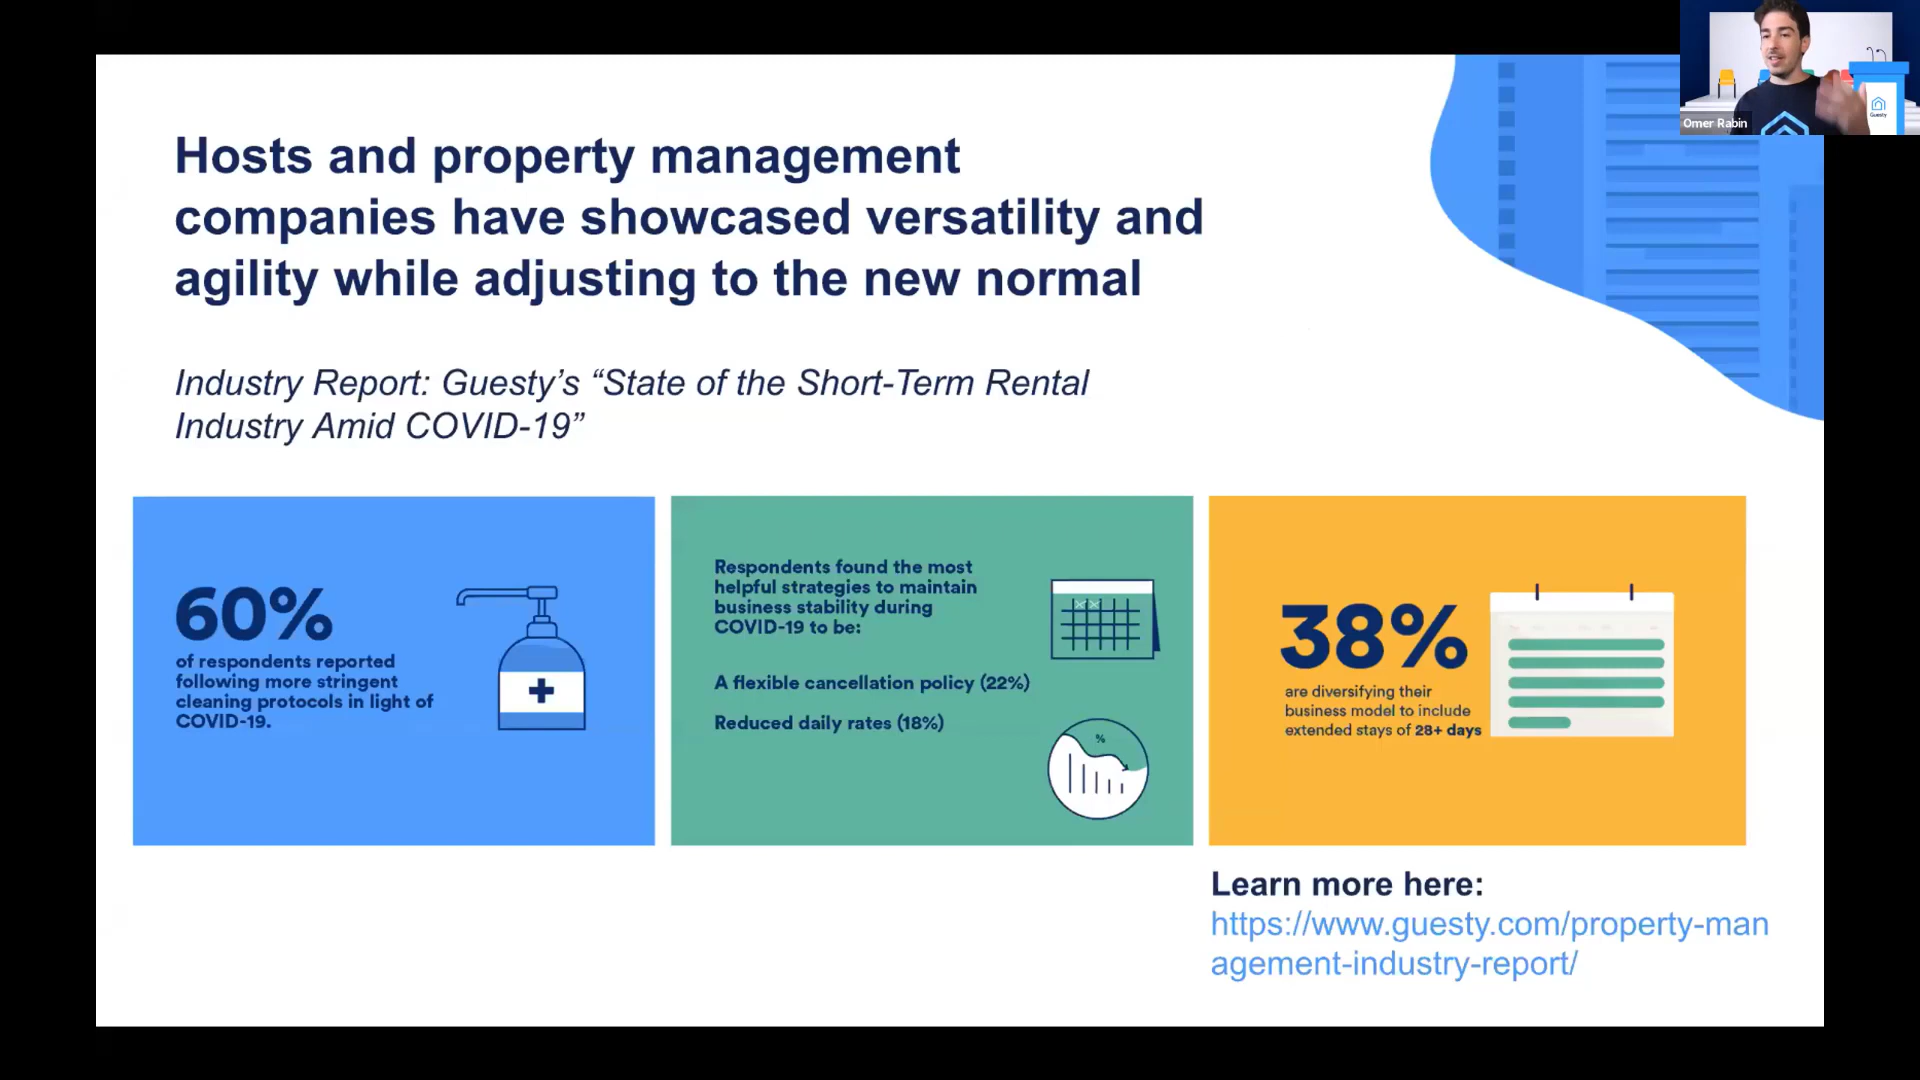 Omer Rabin
Guesty
Hosts and property management
companies have showcased versatility and
agility while adjusting to the new normal
Industry Report: Guesty’s “State of the Short-Term Rental
Industry Amid COVID-19”
60%
of respondents reported
following more stringent
cleaning protocols in light of
COVID-19.
Respondents found the most
helpful strategies to maintain
business stability during
COVID-19 to be:
A flexible cancellation policy (22%)
Reduced daily rates (18%)
%
38%
are diversifying their
business model to include
extended stays of 28+ days
Learn more here:
https://www.guesty.com/property-man
agement-industry-report/